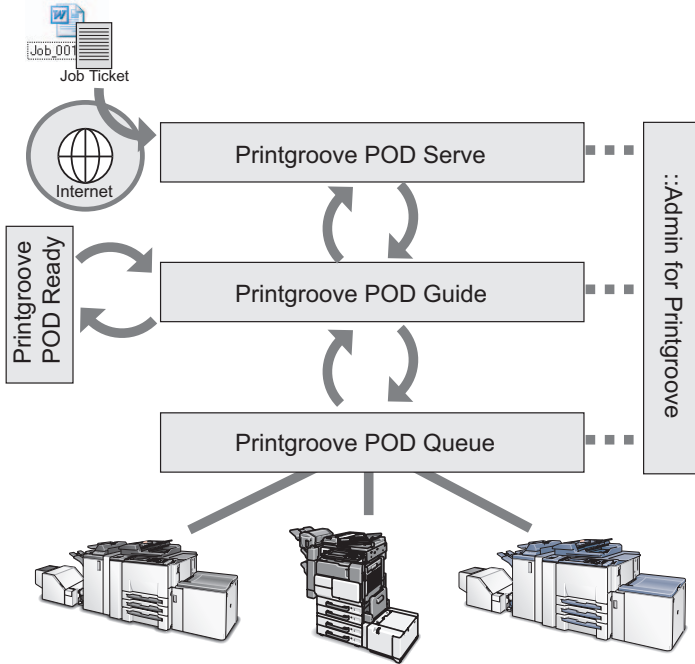 W
Job_001
Job Ticket
Internet
Printgroove POD Serve
Printgroove
POD Ready
Printgroove POD Guide
::Admin for Printgroove
Printgroove POD Queue